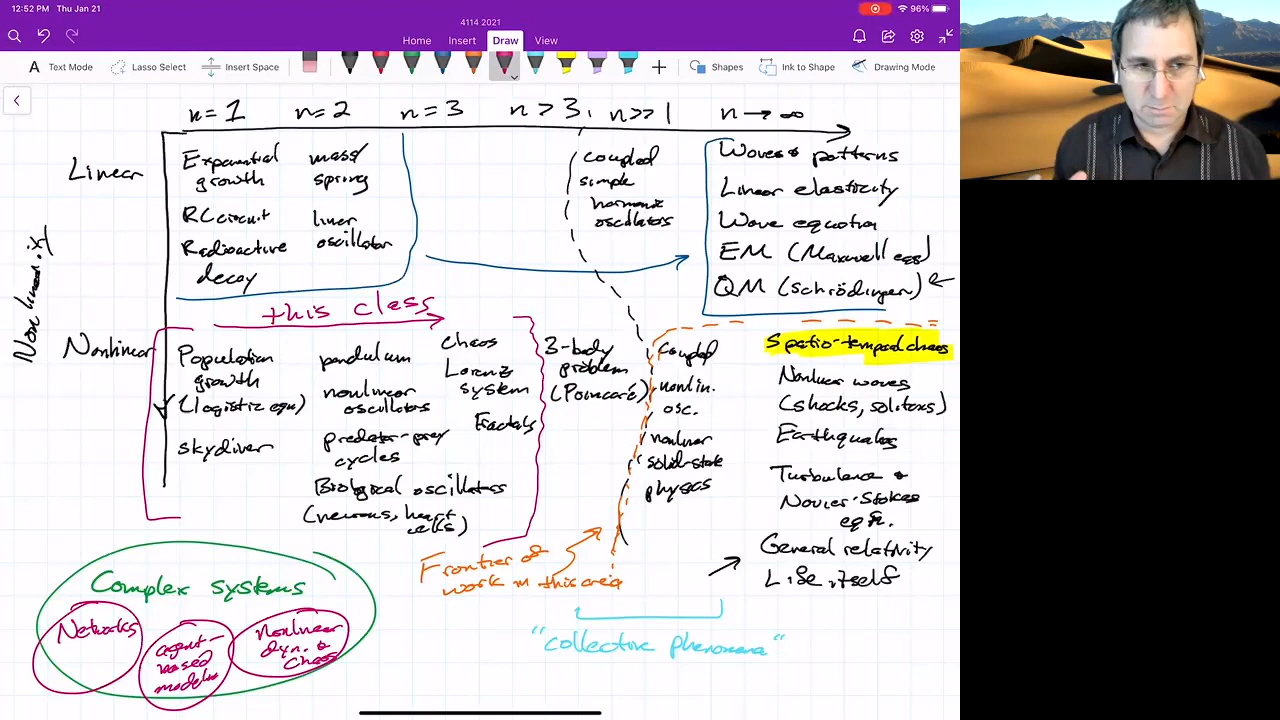 12:52 PM Thu Jan 21
96%
4114 2021
Home Insert Draw View
Text Mode Lasso Select Insert Space Shapes Ink to Shape Drawing Mode
n=1 n=2 n=3 n>3, n>>1 n→∞
Linear
Nonlinearity
Exponential growth
RC circuit
Radioactive decay
mass/spring
linear oscillator
coupled simple harmonic oscillators
Waves & patterns
Linear elasticity
Wave equation
EM (Maxwell eqs)
QM (Schrödinger)
this class
Nonlinear
Population growth
(logistic eqn)
skydiver
pendulum
nonlinear oscillators
predator-prey cycles
Biological oscillators
(neurons, heart cells)
chaos
Lorenz system
Fractals
3-body problem
(Poincaré)
coupled nonlin. osc.
nonlinear solid-state physics
Spatio-temporal chaos
Nonlinear waves
(shocks, solitons)
Earthquakes
Turbulence &
Navier-Stokes eqn.
General relativity
Life itself
Frontier of
work in this area
"collective phenomena"
Complex systems
Networks
agent-based models
nonlinear dyn. & chaos